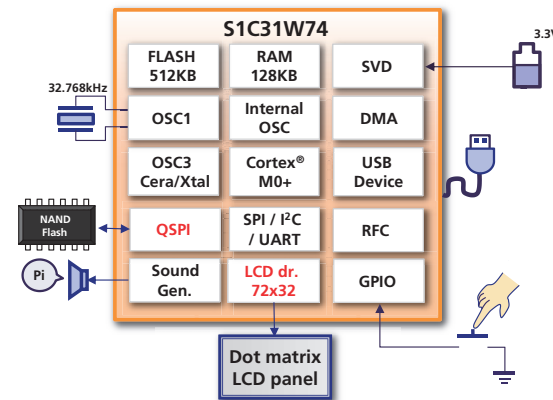 S1C31W74
3.3V
FLASH
512KB
RAM
128KB
SVD
32.768kHz
OSC1
Internal
OSC
DMA
OSC3
Cera/Xtal
Cortex®
M0+
USB
Device
NAND
Flash
QSPI
SPI / I²C
/ UART
RFC
Pi
Sound
Gen.
LCD dr.
72x32
GPIO
Dot matrix
LCD panel